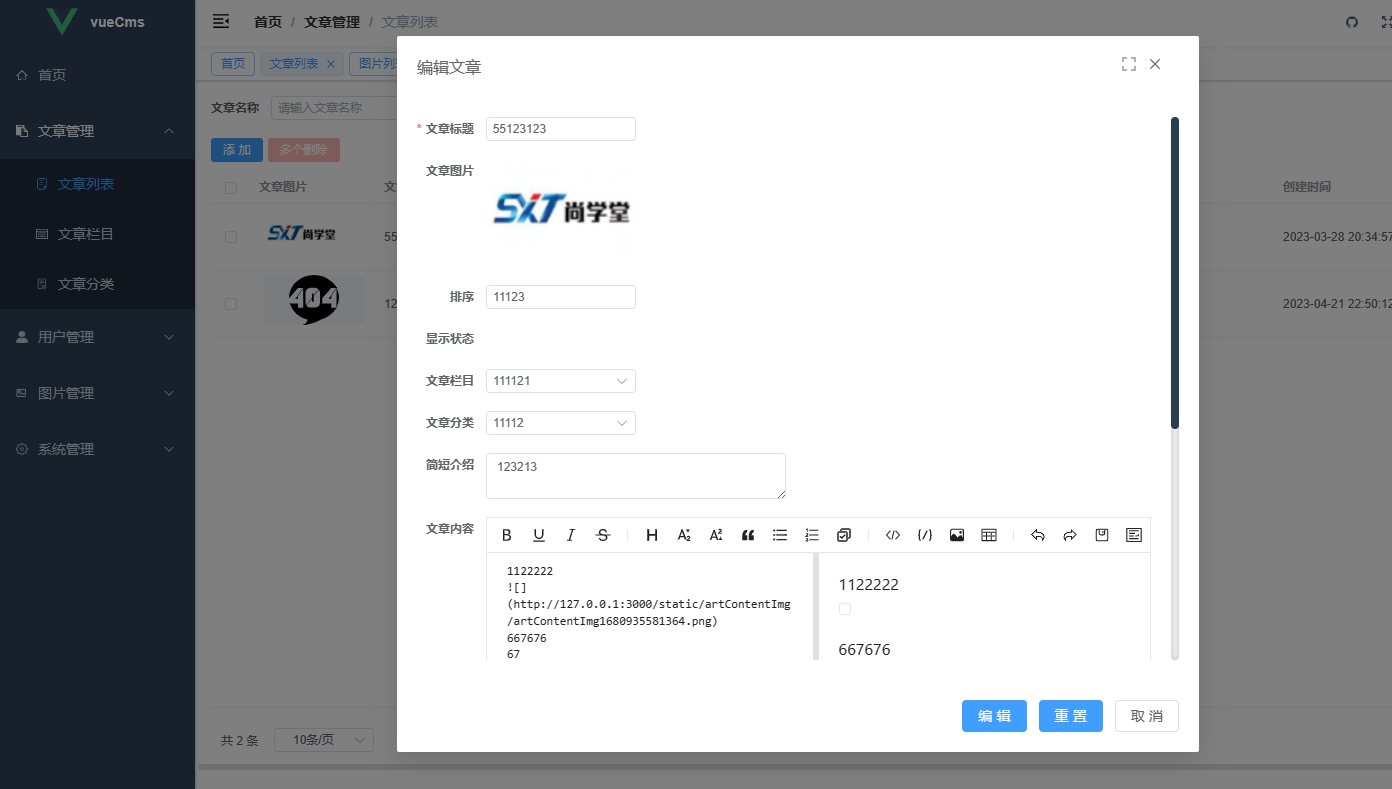 vueCms
首页 / 文章管理 / 文章列表
首页
文章列表
图片列
首页
文章管理
文章列表
文章栏目
文章分类
用户管理
图片管理
系统管理
文章名称 请输入文章名称
添 加 多个删除
文章图片
创建时间
SXT尚学堂
55
2023-03-28 20:34:57
404
12
2023-04-21 22:50:12
共 2 条 10条/页
编辑文章
* 文章标题 55123123
文章图片
SXT尚学堂
排序 11123
显示状态
文章栏目 111121
文章分类 11112
简短介绍 123213
文章内容
1122222
![]
(http://127.0.0.1:3000/static/artContentImg
/artContentImg1680935581364.png)
667676
67
1122222
667676
编 辑 重 置 取 消